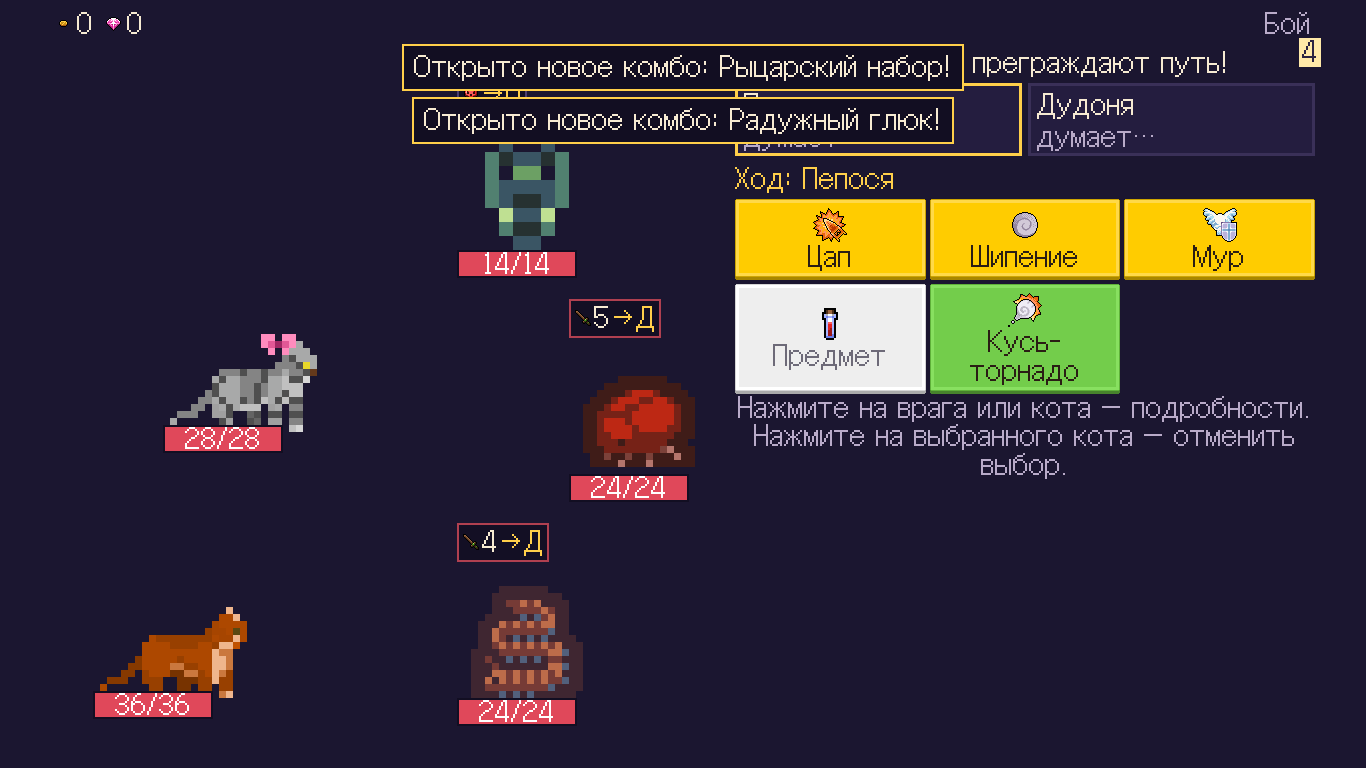 0 0
Бой
4
Открыто новое комбо: Рыцарский набор!
преграждают путь!
Открыто новое комбо: Радужный глюк!
Дудоня
думает…
Ход: Пепося
Цап
Шипение
Мур
Предмет
Кусь-
торнадо
Нажмите на врага или кота — подробности.
Нажмите на выбранного кота — отменить
выбор.
14/14
5→Д
28/28
24/24
4→Д
36/36
24/24